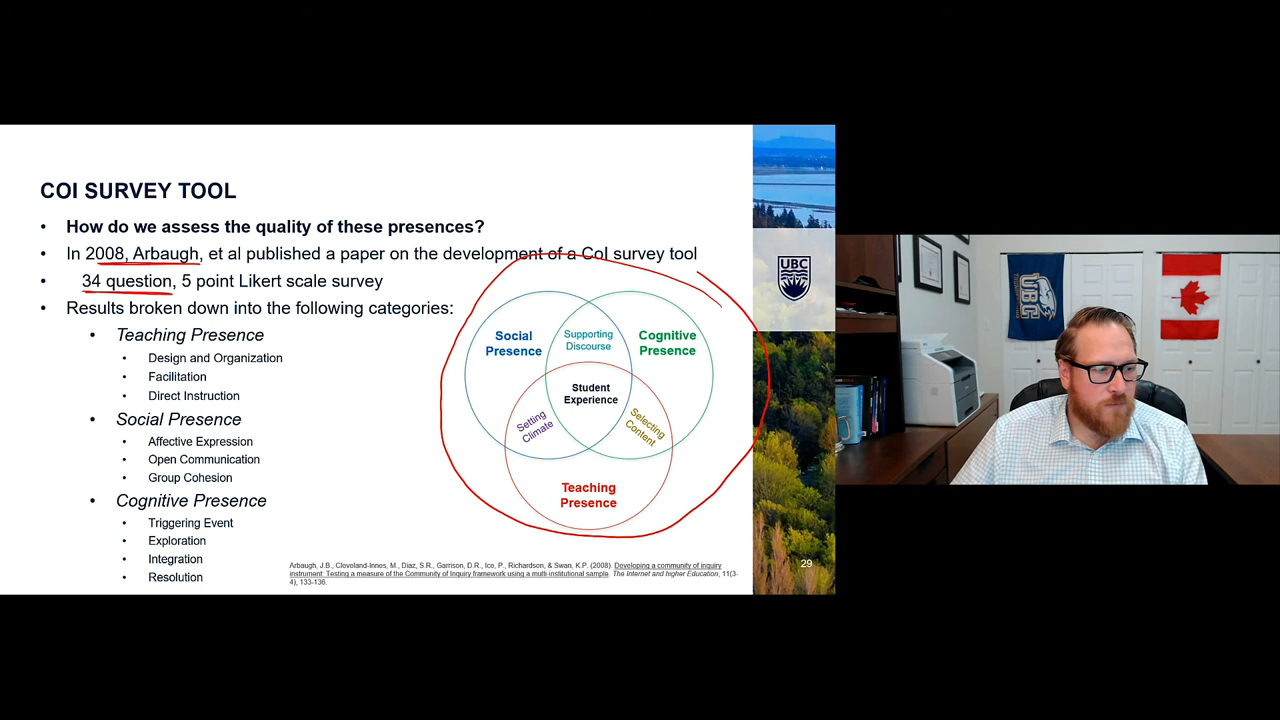 COI SURVEY TOOL
• How do we assess the quality of these presences?
• In 2008, Arbaugh, et al published a paper on the development of a CoI survey tool
• 34 question, 5 point Likert scale survey
• Results broken down into the following categories:
• Teaching Presence
• Design and Organization
• Facilitation
• Direct Instruction
• Social Presence
• Affective Expression
• Open Communication
• Group Cohesion
• Cognitive Presence
• Triggering Event
• Exploration
• Integration
• Resolution
Social
Presence
Supporting
Discourse
Cognitive
Presence
Student
Experience
Setting
Climate
Selecting
Content
Teaching
Presence
Arbaugh, J.B., Cloveland-Innes, M., Diaz, S.R., Garrison, D.R., Ice, P., Richardson, & Swan, K.P. (2008). Developing a community of inquiry
instrument: Testing a measure of the Community of Inquiry framework using a multi-institutional sample. The Internet and higher Education, 11(3-
4), 133-136.
UBC
29
UBC